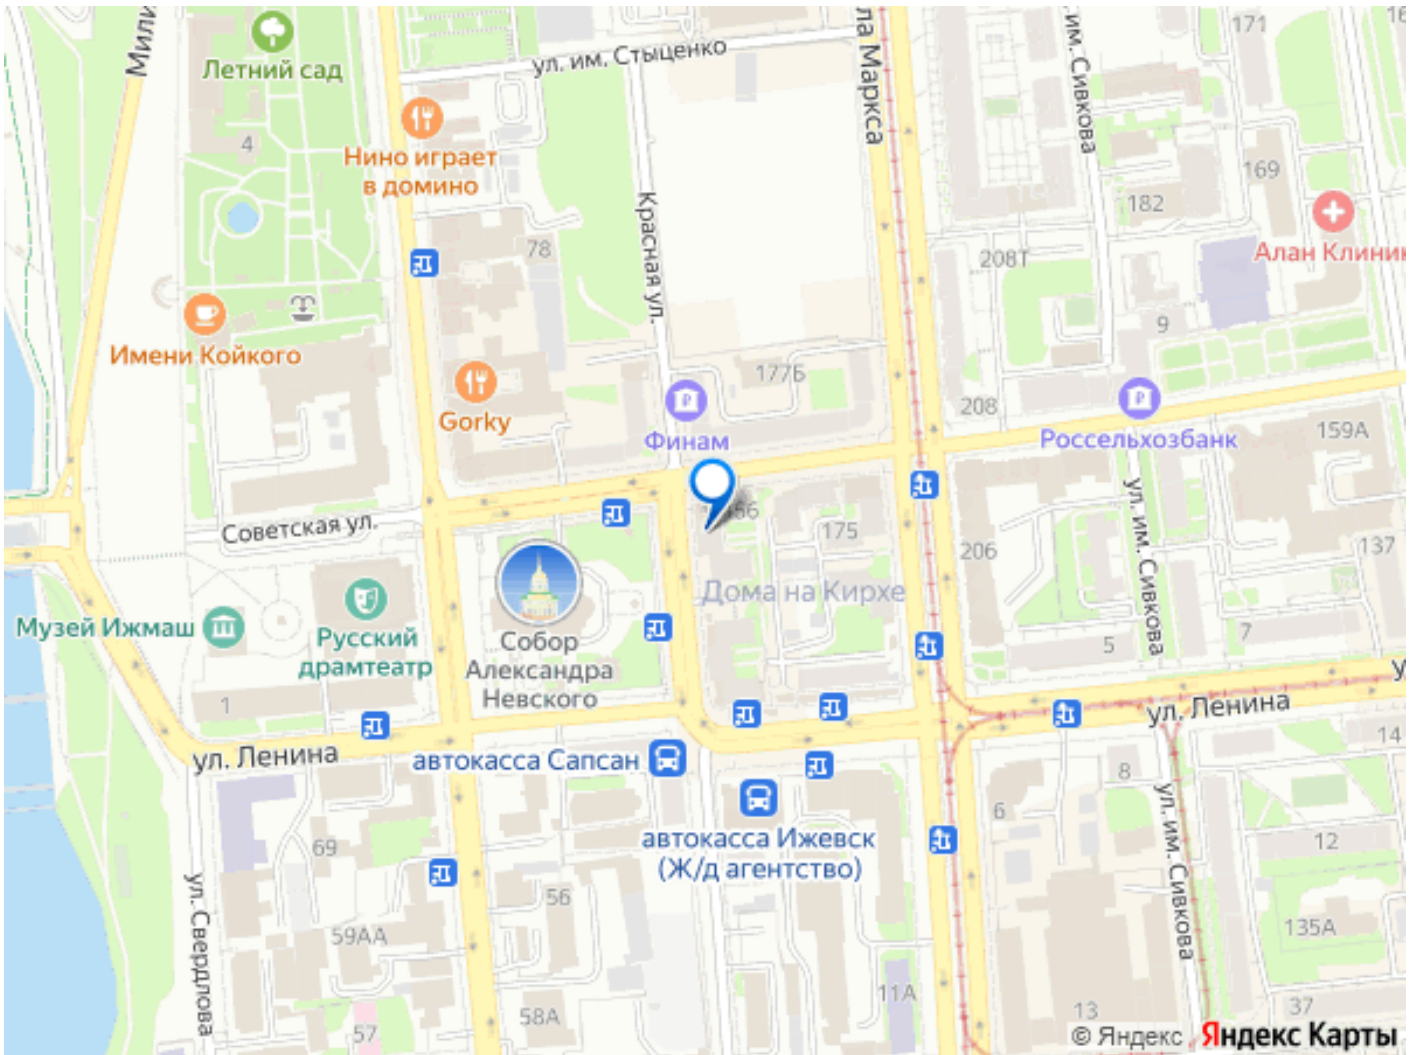 Летний сад
4
ул. им. Стыценко
ла Маркса
171
ул. им. Сивкова
Нино играет
в домино
Красная ул.
78
182
169
208Т
Алан Клиник
Имени Койкого
9
177Б
Gorky
Финам
208
Россельхозбанк
159А
Советская ул.
175
206
ул. им. Сивкова
137
Дома на Кирхе
Музей Ижмаш
Русский
драмтеатр
Собор
Александра
Невского
5
7
1
ул. Ленина
ул. Ленина
14
автокасса Сапсан
8
6
автокасса Ижевск
(Ж/д агентство)
69
12
ул. им. Сивкова
ул. Свердлова
56
59АА
135А
58А
57
11А
13
37
© Яндекс
Яндекс Карты